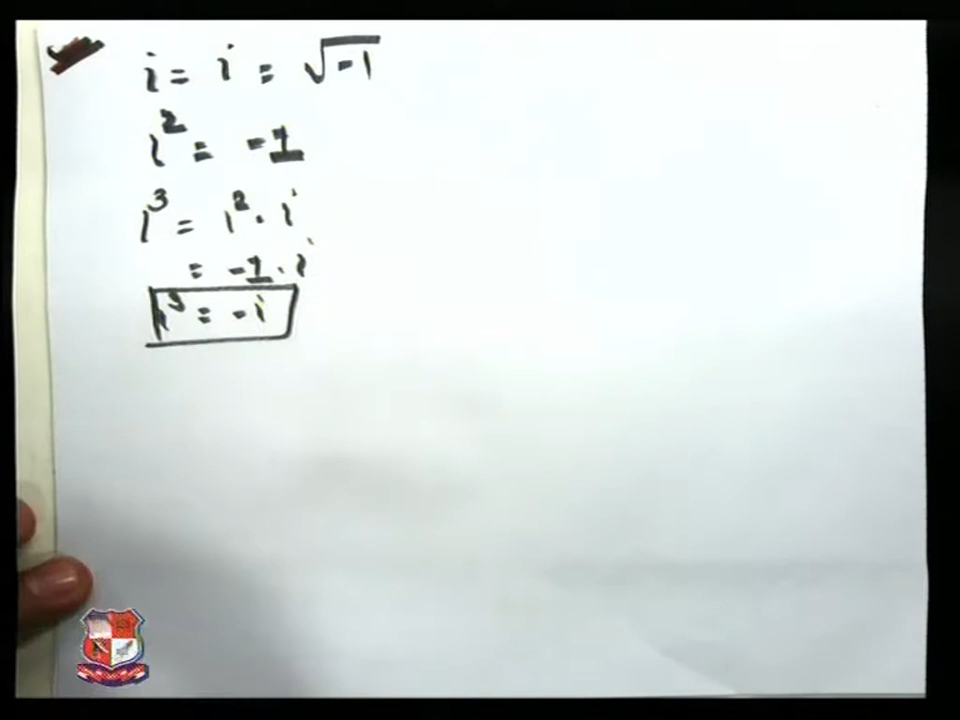 i = i = √-1
i² = -1
i³ = i² · i
= -1 · i
i³ = -i